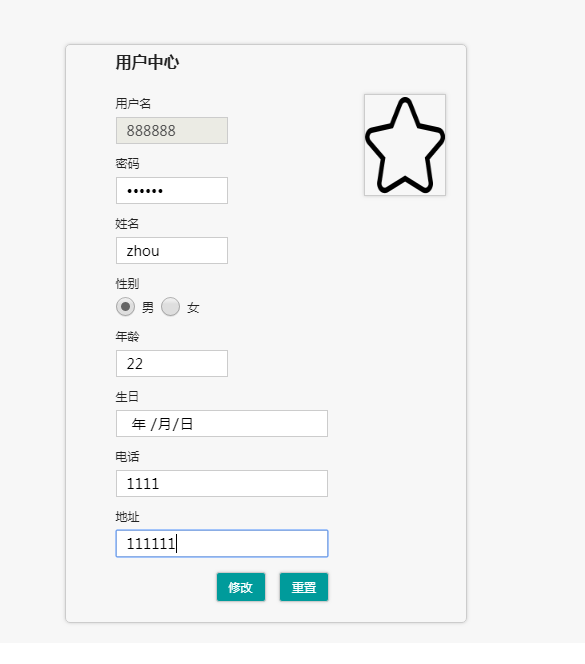 用户中心
用户名
888888
密码
••••••
姓名
zhou
性别
男 女
年龄
22
生日
年 /月/日
电话
1111
地址
111111
修改 重置